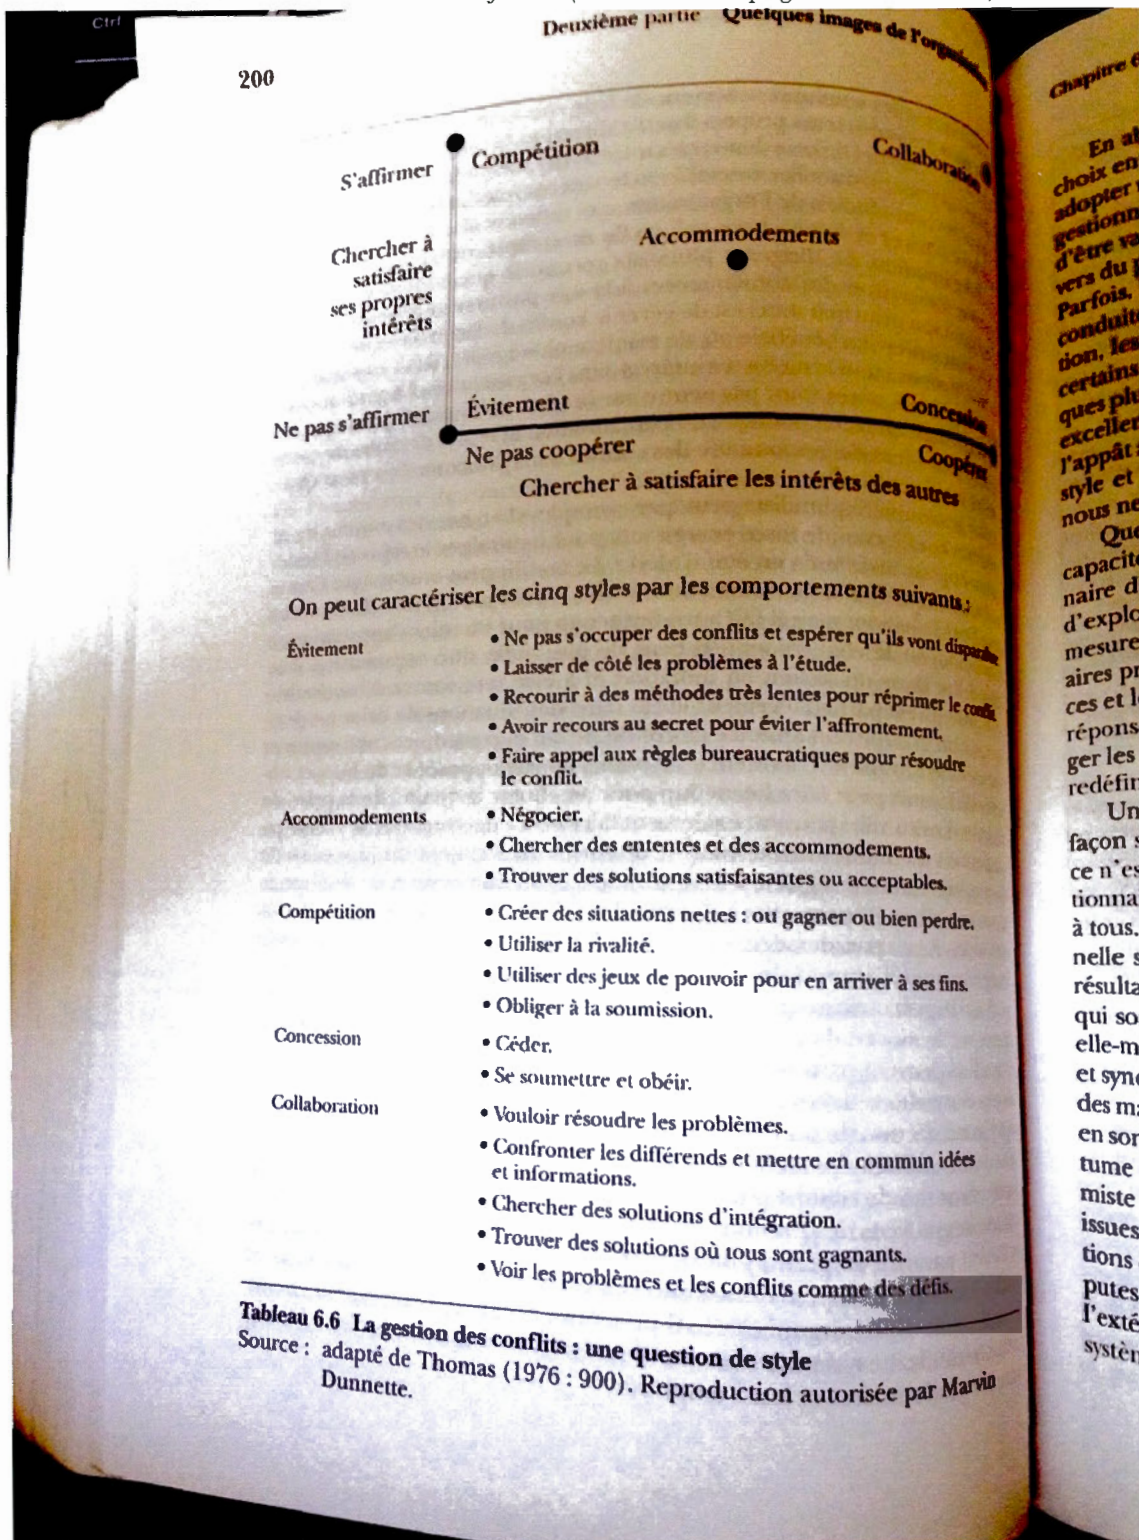 Ctrl
Deuxième partie Quelques images de l'organisation
200
S'affirmer
Compétition
Collaboration
Accommodements
Chercher à
satisfaire
ses propres
intérêts
Ne pas s'affirmer
Évitement
Concession
Ne pas coopérer
Coopérer
Chercher à satisfaire les intérêts des autres
On peut caractériser les cinq styles par les comportements suivants :
Évitement
• Ne pas s'occuper des conflits et espérer qu'ils vont disparaître
• Laisser de côté les problèmes à l'étude.
• Recourir à des méthodes très lentes pour réprimer le conflit.
• Avoir recours au secret pour éviter l'affrontement.
• Faire appel aux règles bureaucratiques pour résoudre
le conflit.
Accommodements
• Négocier.
• Chercher des ententes et des accommodements.
• Trouver des solutions satisfaisantes ou acceptables.
Compétition
• Créer des situations nettes : ou gagner ou bien perdre.
• Utiliser la rivalité.
• Utiliser des jeux de pouvoir pour en arriver à ses fins.
• Obliger à la soumission.
Concession
• Céder.
• Se soumettre et obéir.
Collaboration
• Vouloir résoudre les problèmes.
• Confronter les différends et mettre en commun idées
et informations.
• Chercher des solutions d'intégration.
• Trouver des solutions où tous sont gagnants.
• Voir les problèmes et les conflits comme des défis.
Tableau 6.6 La gestion des conflits : une question de style
Source : adapté de Thomas (1976 : 900). Reproduction autorisée par Marvin
Dunnette.
Chapitre 6
En
choix en
adopter
gestionn
d'être va
vers du
Parfois,
conduite
tion, les
certains
ques plu
excellen
l'appât
style et
nous ne
Que
capacité
naire d
d'explo
mesure
aires pr
ces et l
répons
ger les
redéfin
Un
façon s
ce n'es
tionna
à tous.
nelle s
résulta
qui so
elle-m
et syn
des ma
en sor
tume
miste
issues
tions
putes
l'exté
systèm